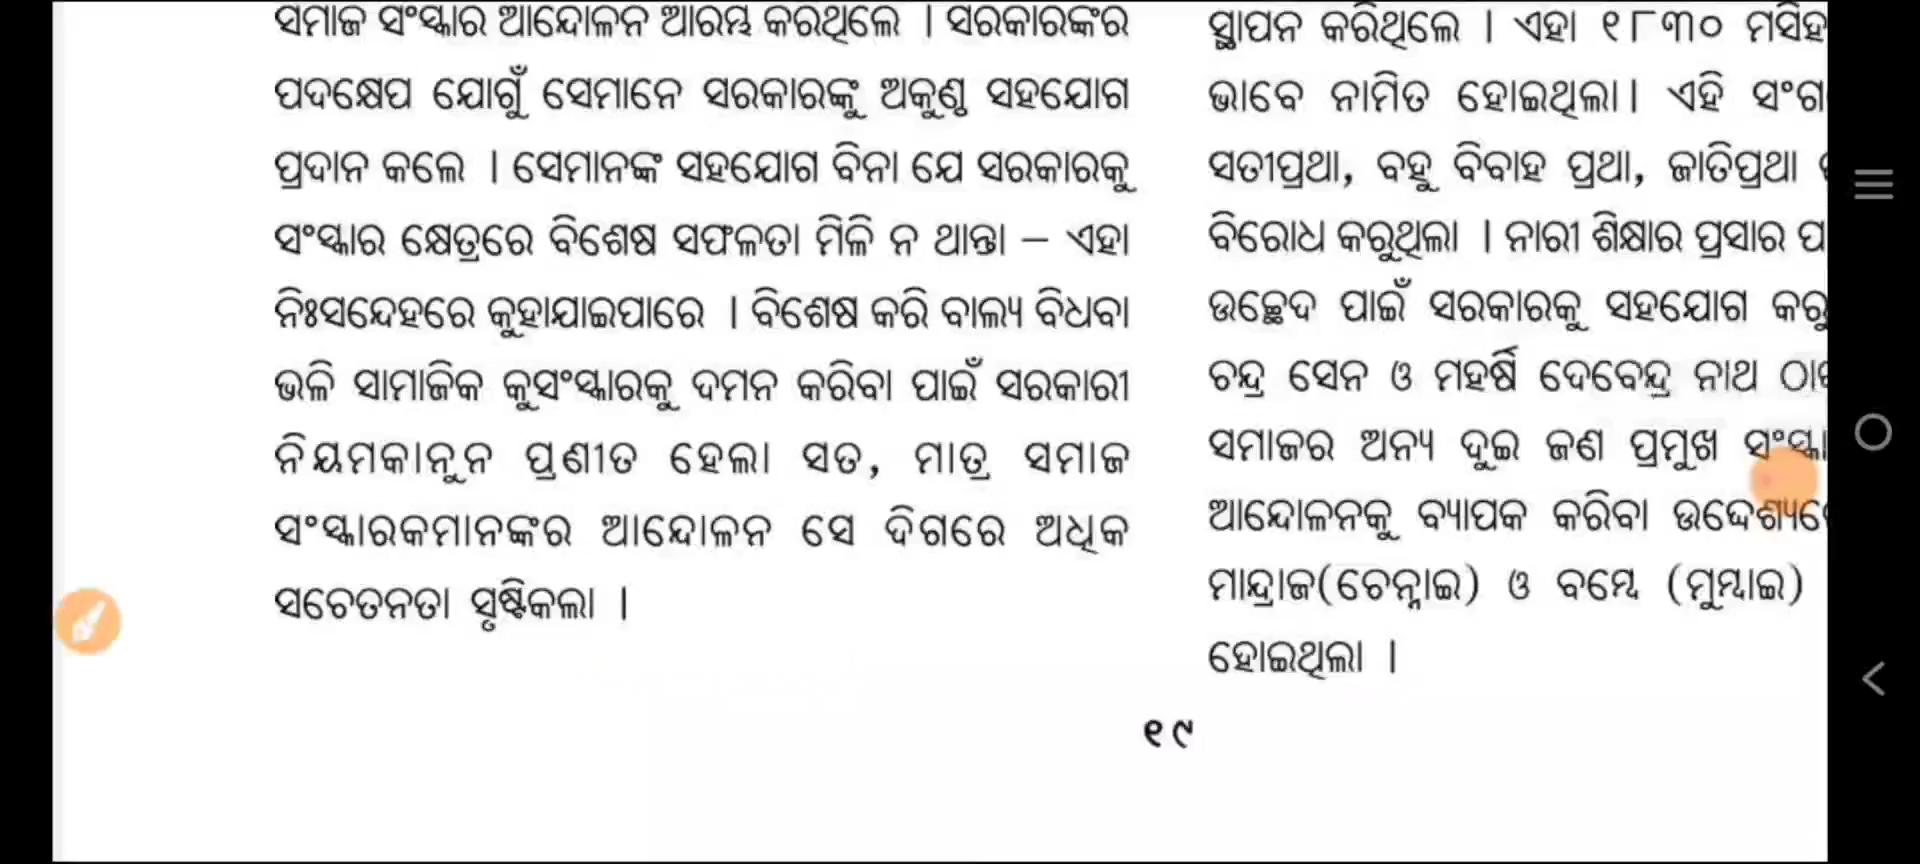 ସମାଜ ସଂସ୍କାର ଆନ୍ଦୋଳନ ଆରମ୍ଭ କରଥିଲେ । ସରକାରଙ୍କର
ପଦକ୍ଷେପ ଯୋଗୁଁ ସେମାନେ ସରକାରଙ୍କୁ ଅକୁଣ୍ଠ ସହଯୋଗ
ପ୍ରଦାନ କଲେ । ସେମାନଙ୍କ ସହଯୋଗ ବିନା ଯେ ସରକାରକୁ
ସଂସ୍କାର କ୍ଷେତ୍ରରେ ବିଶେଷ ସଫଳତା ମିଳି ନ ଥାନ୍ତା – ଏହା
ନିଃସନ୍ଦେହରେ କୁହାଯାଇପାରେ । ବିଶେଷ କରି ବାଲ୍ୟ ବିଧବା
ଭଳି ସାମାଜିକ କୁସଂସ୍କାରକୁ ଦମନ କରିବା ପାଇଁ ସରକାରୀ
ନିୟମକାନୁନ ପ୍ରଣୀତ ହେଲା ସତ, ମାତ୍ର ସମାଜ
ସଂସ୍କାରକମାନଙ୍କର ଆନ୍ଦୋଳନ ସେ ଦିଗରେ ଅଧିକ
ସଚେତନତା ସୃଷ୍ଟିକଲା ।
ସ୍ଥାପନ କରିଥିଲେ । ଏହା ୧୮୩୦ ମସିହ
ଭାବେ ନାମିତ ହୋଇଥିଲା। ଏହି ସଂଗ
ସତୀପ୍ରଥା, ବହୁ ବିବାହ ପ୍ରଥା, ଜାତିପ୍ରଥା
ବିରୋଧ କରୁଥିଲା । ନାରୀ ଶିକ୍ଷାର ପ୍ରସାର ପ
ଉଚ୍ଛେଦ ପାଇଁ ସରକାରକୁ ସହଯୋଗ କରୁ
ଚନ୍ଦ୍ର ସେନ ଓ ମହର୍ଷି ଦେବେନ୍ଦ୍ର ନାଥ ଠା
ସମାଜର ଅନ୍ୟ ଦୁଇ ଜଣ ପ୍ରମୁଖ ସଂସ୍କା
ଆନ୍ଦୋଳନକୁ ବ୍ୟାପକ କରିବା ଉଦ୍ଦେଶ୍ୟରେ
ମାନ୍ଦ୍ରାଜ(ଚେନ୍ନାଇ) ଓ ବମ୍ବେ (ମୁମ୍ବାଇ)
ହୋଇଥିଲା ।
୧୯